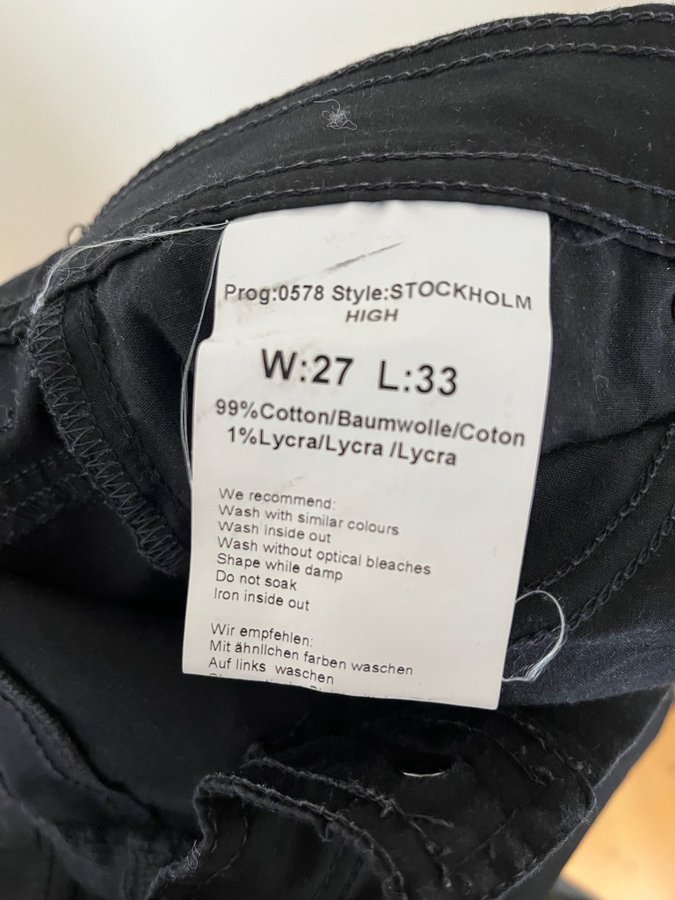 Prog:0578 Style:STOCKHOLM
HIGH
W:27 L:33
99%Cotton/Baumwolle/Coton
1%Lycra/Lycra /Lycra
We recommend:
Wash with similar colours
Wash inside out
Wash without optical bleaches
Shape while damp
Do not soak
Iron inside out
Wir empfehlen:
Mit ähnlichen farben waschen
Auf links waschen